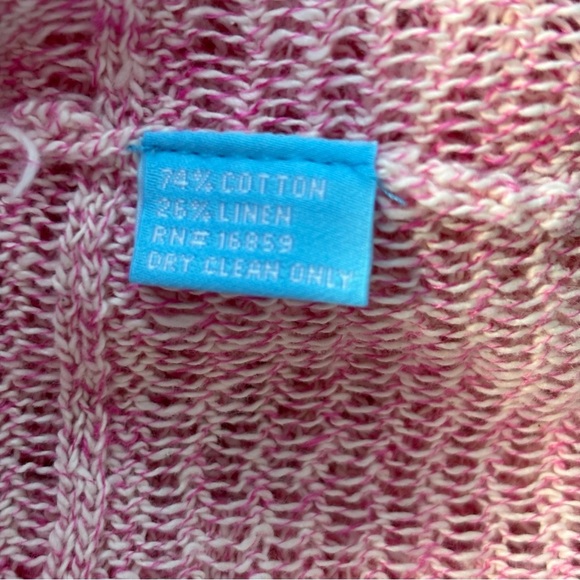 74% COTTON
26% LINEN
RN# 16859
DRY CLEAN ONLY